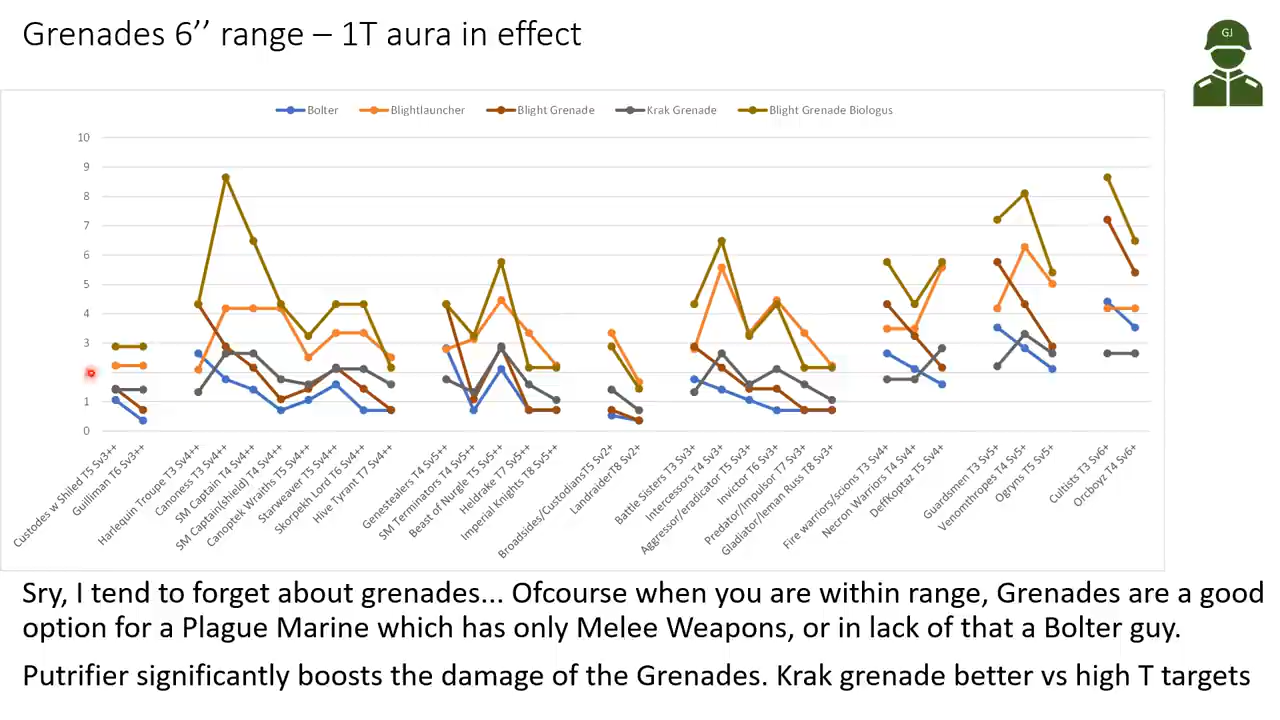 Grenades 6’’ range – 1T aura in effect
GJ
Bolter Blightlauncher Blight Grenade Krak Grenade Blight Grenade Biologus
10
9
8
7
6
5
4
3
1
0
Custodes w Shiled T5 Sv3++
Guilliman T6 Sv3++
Harlequin Troupe T3 Sv4++
Canoness T3 Sv4++
SM Captain T4 Sv4++
SM Captain(shield) T4 Sv4++
Canoptek Wraiths T5 Sv4++
Starweaver T5 Sv4++
Skorpekh Lord T6 Sv4++
Hive Tyrant T7 Sv4++
Genestealers T4 Sv5++
SM Terminators T4 Sv5++
Beast of Nurgle T5 Sv5++
Heldrake T7 Sv5++
Imperial Knights T8 Sv5++
Broadsides/CustodiansT5 Sv2+
LandraiderT8 Sv2+
Battle Sisters T3 Sv3+
Intercessors T4 Sv3+
Aggressor/eradicator T5 Sv3+
Invictor T6 Sv3+
Predator/Impulsor T7 Sv3+
Gladiator/leman Russ T8 Sv3+
Fire warriors/scions T3 Sv4+
Necron Warriors T4 Sv4+
DeffKoptaz T5 Sv4+
Guardsmen T3 Sv5+
Venomthropes T4 Sv5+
Ogryns T5 Sv5+
Cultists T3 Sv6+
Orcboyz T4 Sv6+
Sry, I tend to forget about grenades... Ofcourse when you are within range, Grenades are a good
option for a Plague Marine which has only Melee Weapons, or in lack of that a Bolter guy.
Putrifier significantly boosts the damage of the Grenades. Krak grenade better vs high T targets